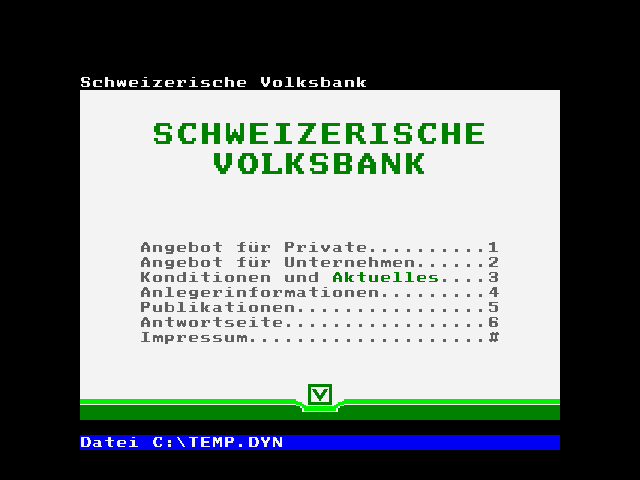 Schweizerische Volksbank
SCHWEIZERISCHE
VOLKSBANK
Angebot für Private..........1
Angebot für Unternehmen......2
Konditionen und Aktuelles....3
Anlegerinformationen.........4
Publikationen................5
Antwortseite.................6
Impressum....................#
V
Datei C:\TEMP.DYN